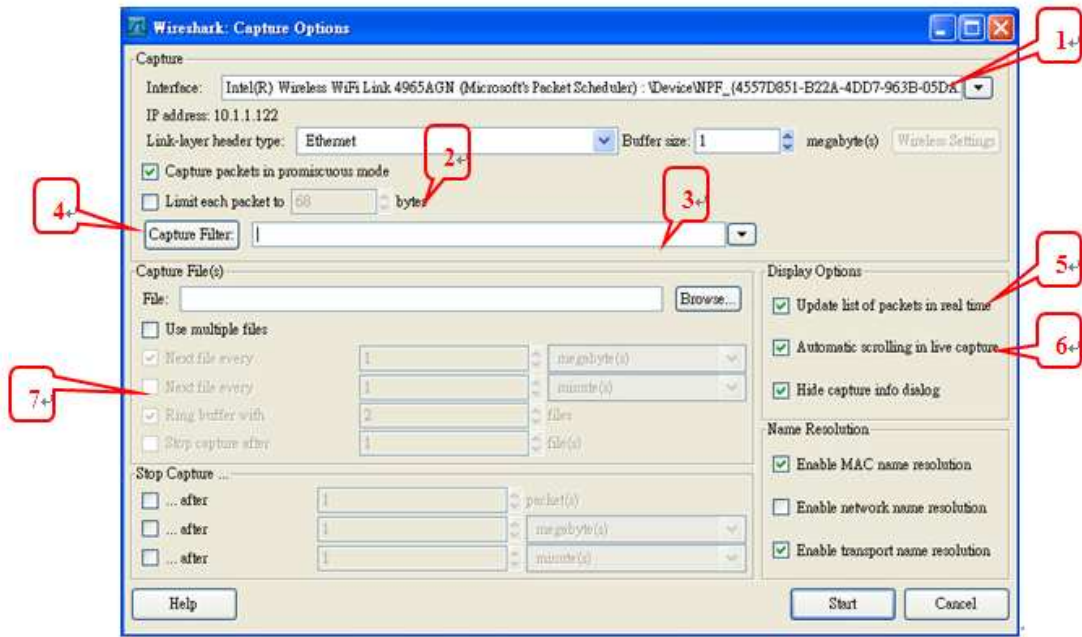 Wireshark: Capture Options
1
Capture
Interface: Intel(R) Wireless WiFi Link 4965AGN (Microsoft's Packet Scheduler) : \Device\NPF_{4557D851-B22A-4DD7-963B-05DA
IP address: 10.1.1.122
Link-layer header type: Ethernet Buffer size: 1 megabyte(s) Wireless Settings
2
Capture packets in promiscuous mode
Limit each packet to 68 bytes
3
4
Capture Filter:
Capture File(s)
File: Browse...
Use multiple files
Next file every 1 megabyte(s)
Next file every 1 minute(s)
7
Ring buffer with 2 files
Stop capture after 1 file(s)
Stop Capture ...
... after 1 packet(s)
... after 1 megabyte(s)
... after 1 minute(s)
Display Options
5
Update list of packets in real time
Automatic scrolling in live capture
6
Hide capture info dialog
Name Resolution
Enable MAC name resolution
Enable network name resolution
Enable transport name resolution
Help Start Cancel